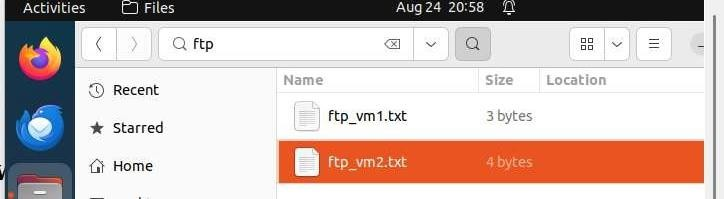 Activities Files Aug 24 20:58
ftp
Name Size Location
Recent
ftp_vm1.txt 3 bytes
Starred
ftp_vm2.txt 4 bytes
Home